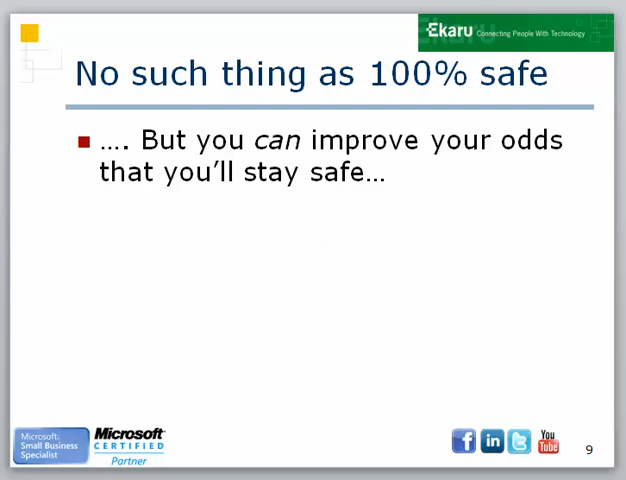 Ekaru Connecting People With Technology
No such thing as 100% safe
…. But you can improve your odds
that you'll stay safe…
Microsoft
Small Business
Specialist
Microsoft
CERTIFIED
Partner
f
in
t
You
Tube
9